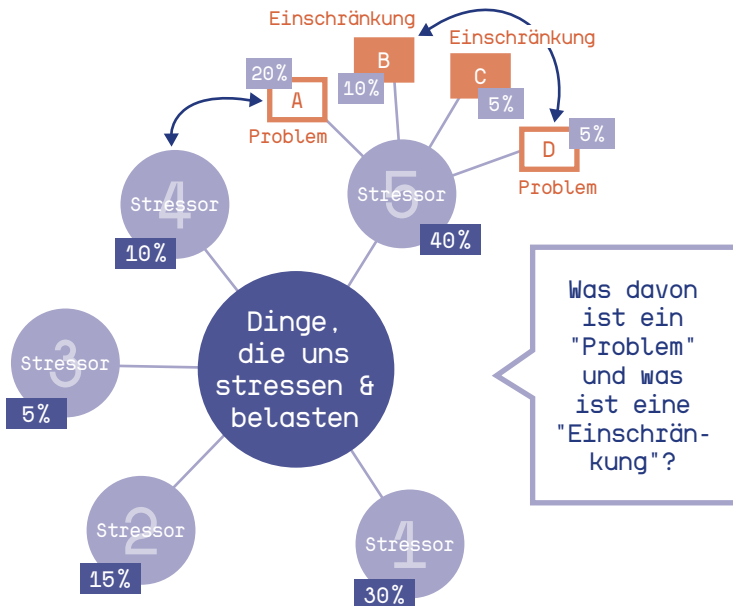 Einschränkung
Einschränkung
20%
A
Problem
B
10%
C
5%
D
5%
Problem
4
Stressor
10%
5
Stressor
40%
Dinge,
die uns
stressen &
belasten
3
Stressor
5%
2
Stressor
15%
1
Stressor
30%
Was davon
ist ein
"Problem"
und was
ist eine
"Einschrän-
kung"?